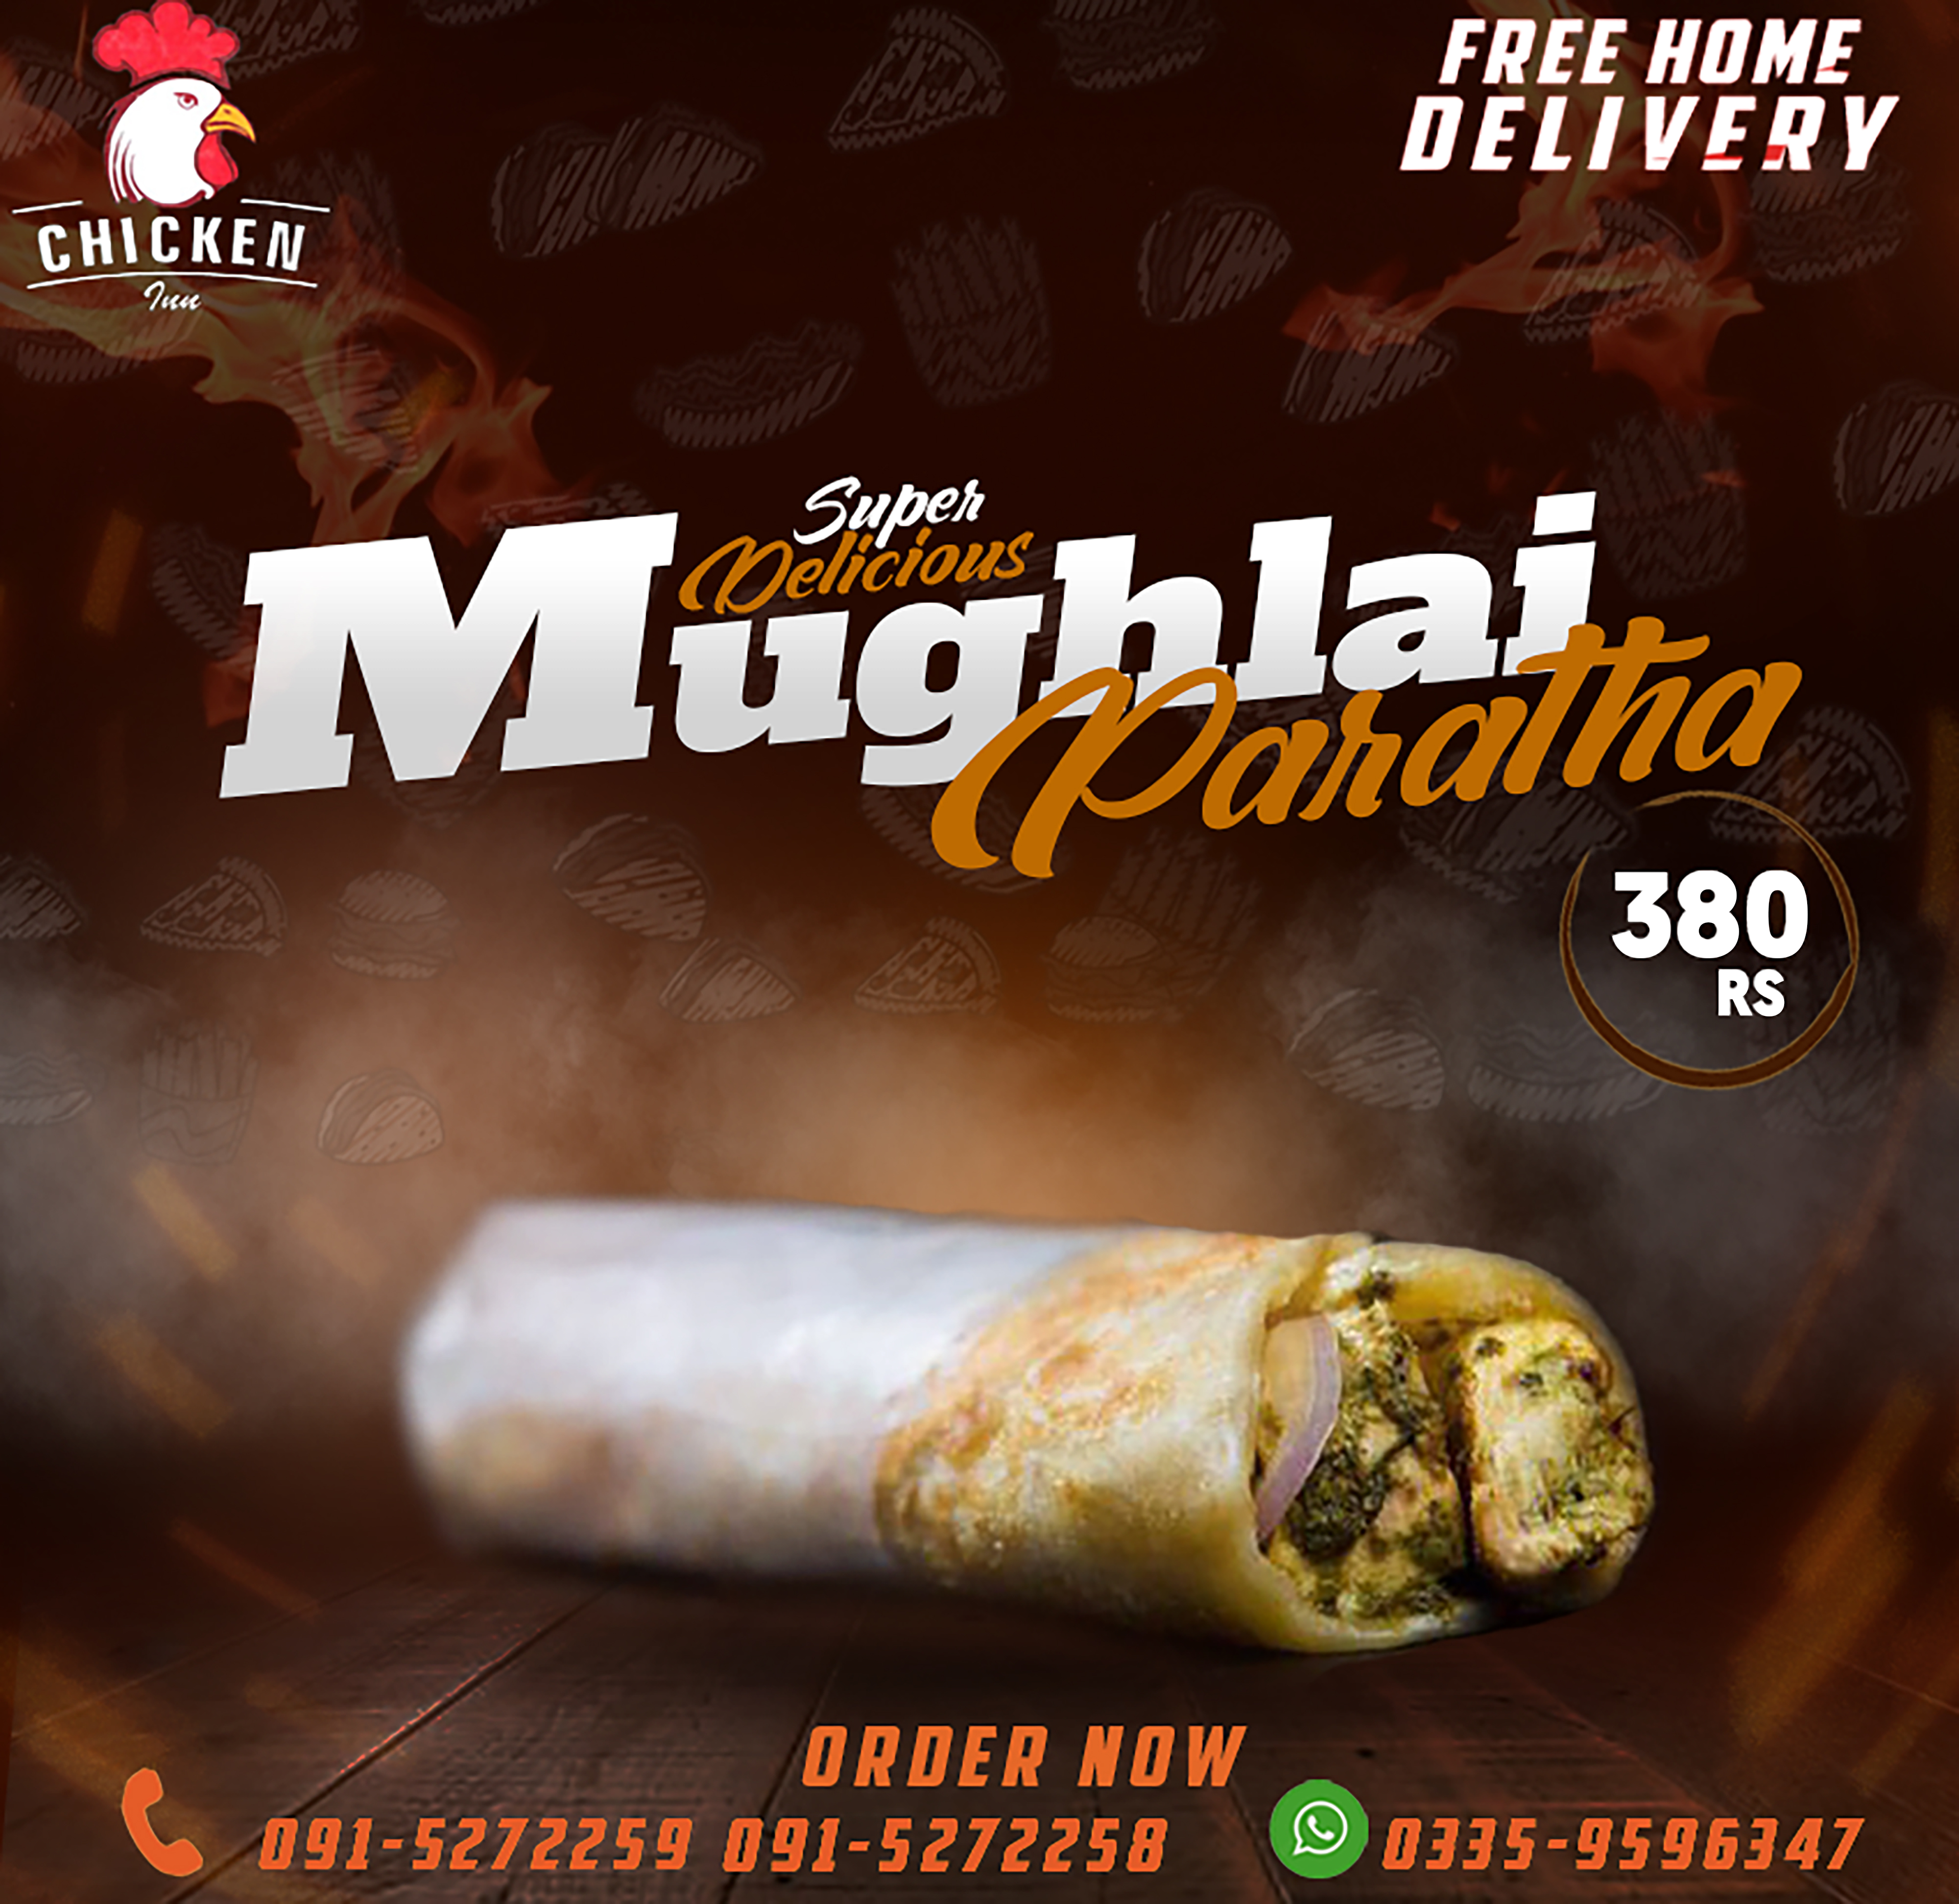 CHICKEN
Inn
FREE HOME
DELIVERY
Super
Delicious
Mughlai
Paratha
380
RS
ORDER NOW
091-5272259 091-5272258 0335-9596347